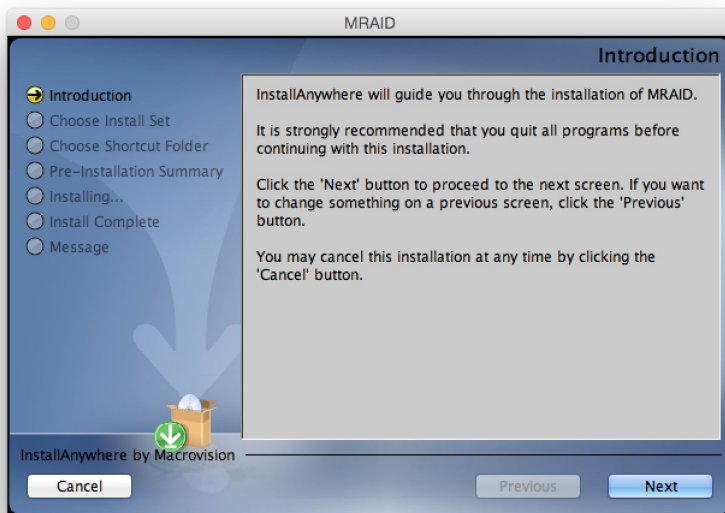 MRAID
Introduction
Introduction
Choose Install Set
Choose Shortcut Folder
Pre-Installation Summary
Installing...
Install Complete
Message
InstallAnywhere will guide you through the installation of MRAID.
It is strongly recommended that you quit all programs before
continuing with this installation.
Click the 'Next' button to proceed to the next screen. If you want
to change something on a previous screen, click the 'Previous'
button.
You may cancel this installation at any time by clicking the
'Cancel' button.
InstallAnywhere by Macrovision
Cancel
Previous
Next